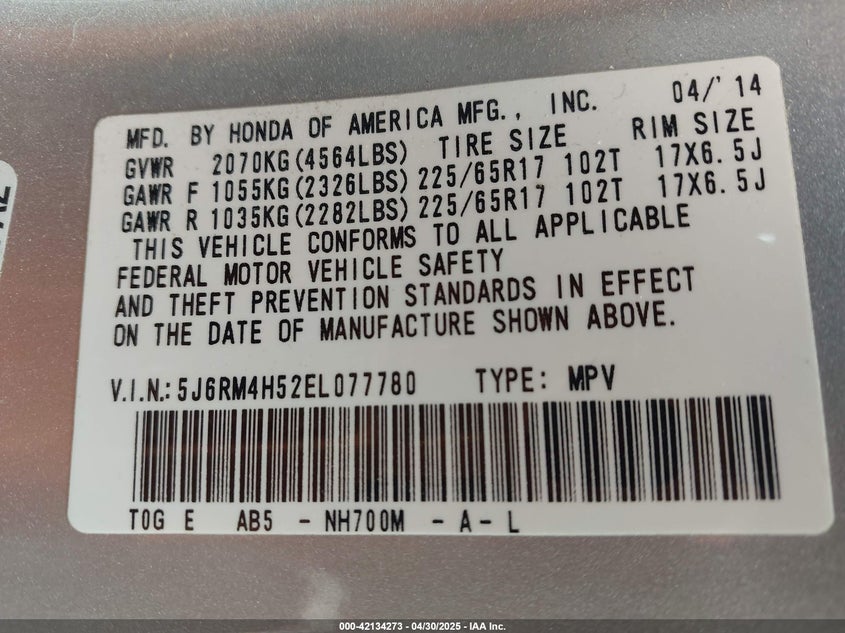 MFD. BY HONDA OF AMERICA MFG., INC. 04/'14
GVWR 2070KG(4564LBS) TIRE SIZE RIM SIZE
GAWR F 1055KG(2326LBS) 225/65R17 102T 17X6.5J
GAWR R 1035KG(2282LBS) 225/65R17 102T 17X6.5J
THIS VEHICLE CONFORMS TO ALL APPLICABLE
FEDERAL MOTOR VEHICLE SAFETY
AND THEFT PREVENTION STANDARDS IN EFFECT
ON THE DATE OF MANUFACTURE SHOWN ABOVE.
V.I.N.: 5J6RM4H52EL077780 TYPE: MPV
T0G E AB5 - NH700M - A - L
000-42134273 - 04/30/2025 - IAA Inc.